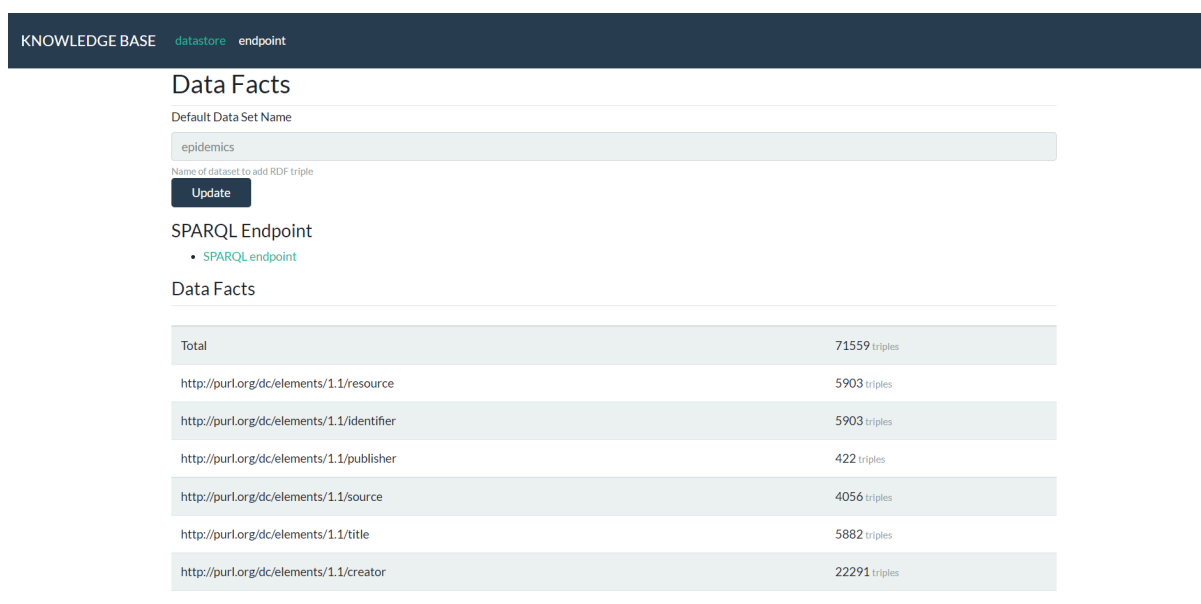 KNOWLEDGE BASE datastore endpoint
Data Facts
Default Data Set Name
epidemics
Name of dataset to add RDF triple
Update
SPARQL Endpoint
• SPARQL endpoint
Data Facts
Total 71559 triples
http://purl.org/dc/elements/1.1/resource 5903 triples
http://purl.org/dc/elements/1.1/identifier 5903 triples
http://purl.org/dc/elements/1.1/publisher 422 triples
http://purl.org/dc/elements/1.1/source 4056 triples
http://purl.org/dc/elements/1.1/title 5882 triples
http://purl.org/dc/elements/1.1/creator 22291 triples